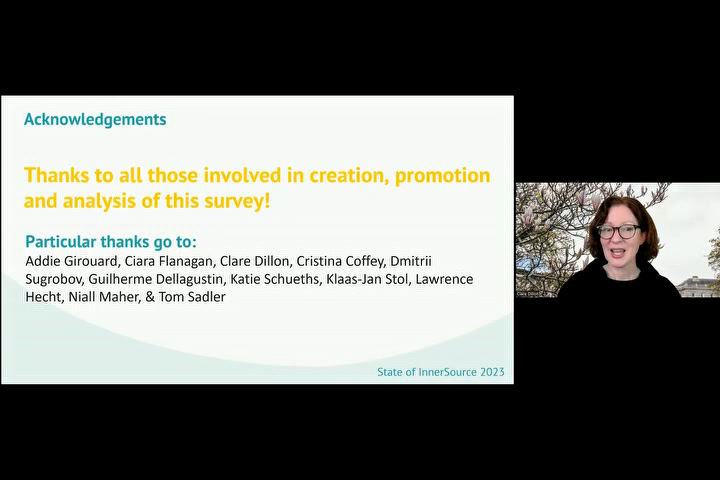 Acknowledgements
Thanks to all those involved in creation, promotion
and analysis of this survey!
Particular thanks go to:
Addie Girouard, Ciara Flanagan, Clare Dillon, Cristina Coffey, Dmitrii
Sugrobov, Guilherme Dellagustin, Katie Schueths, Klaas-Jan Stol, Lawrence
Hecht, Niall Maher, & Tom Sadler
State of InnerSource 2023
Clare Dillon